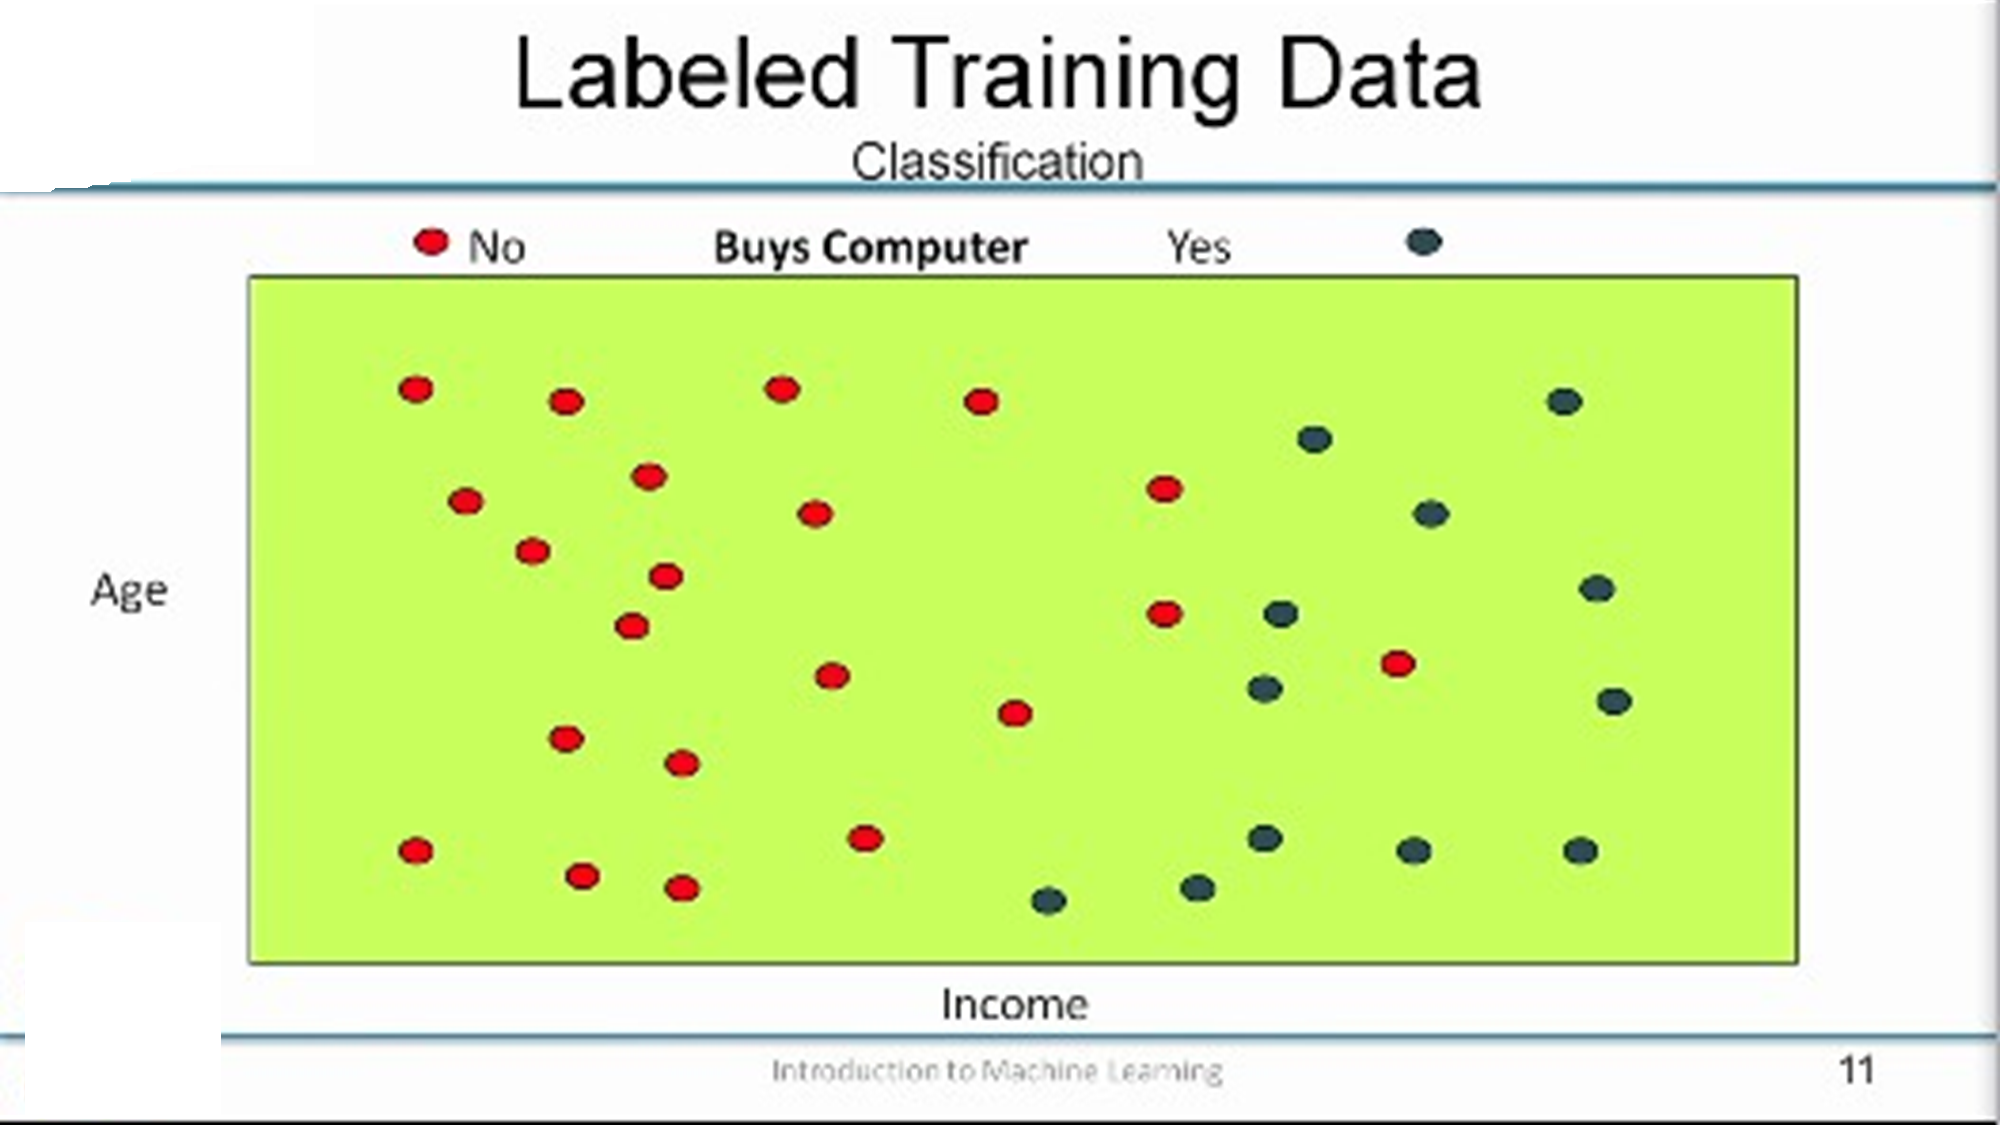 Labeled Training Data
Classification
No Buys Computer Yes
Age
Income
Introduction to Machine Learning 11